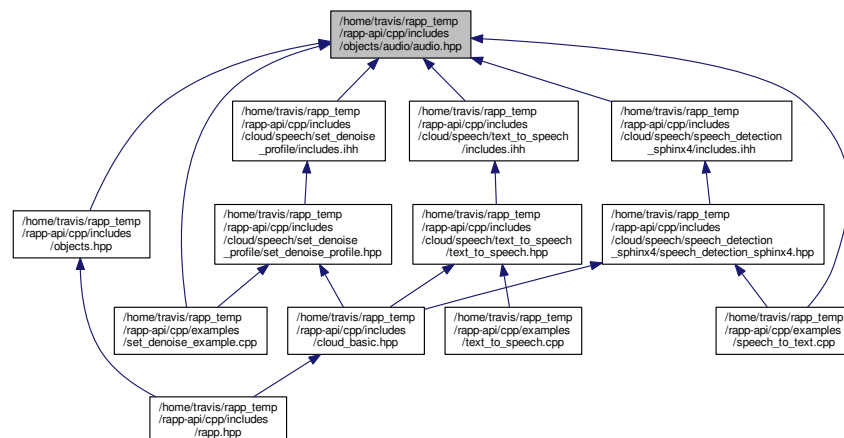 /home/travis/rapp_temp
/rapp-api/cpp/includes
/objects/audio/audio.hpp
/home/travis/rapp_temp
/rapp-api/cpp/includes
/cloud/speech/set_denoise
_profile/includes.ihh
/home/travis/rapp_temp
/rapp-api/cpp/includes
/cloud/speech/text_to_speech
/includes.ihh
/home/travis/rapp_temp
/rapp-api/cpp/includes
/cloud/speech/speech_detection
_sphinx4/includes.ihh
/home/travis/rapp_temp
/rapp-api/cpp/includes
/objects.hpp
/home/travis/rapp_temp
/rapp-api/cpp/includes
/cloud/speech/set_denoise
_profile/set_denoise_profile.hpp
/home/travis/rapp_temp
/rapp-api/cpp/includes
/cloud/speech/text_to_speech
/text_to_speech.hpp
/home/travis/rapp_temp
/rapp-api/cpp/includes
/cloud/speech/speech_detection
_sphinx4/speech_detection_sphinx4.hpp
/home/travis/rapp_temp
/rapp-api/cpp/examples
/set_denoise_example.cpp
/home/travis/rapp_temp
/rapp-api/cpp/includes
/cloud_basic.hpp
/home/travis/rapp_temp
/rapp-api/cpp/examples
/text_to_speech.cpp
/home/travis/rapp_temp
/rapp-api/cpp/examples
/speech_to_text.cpp
/home/travis/rapp_temp
/rapp-api/cpp/includes
/rapp.hpp